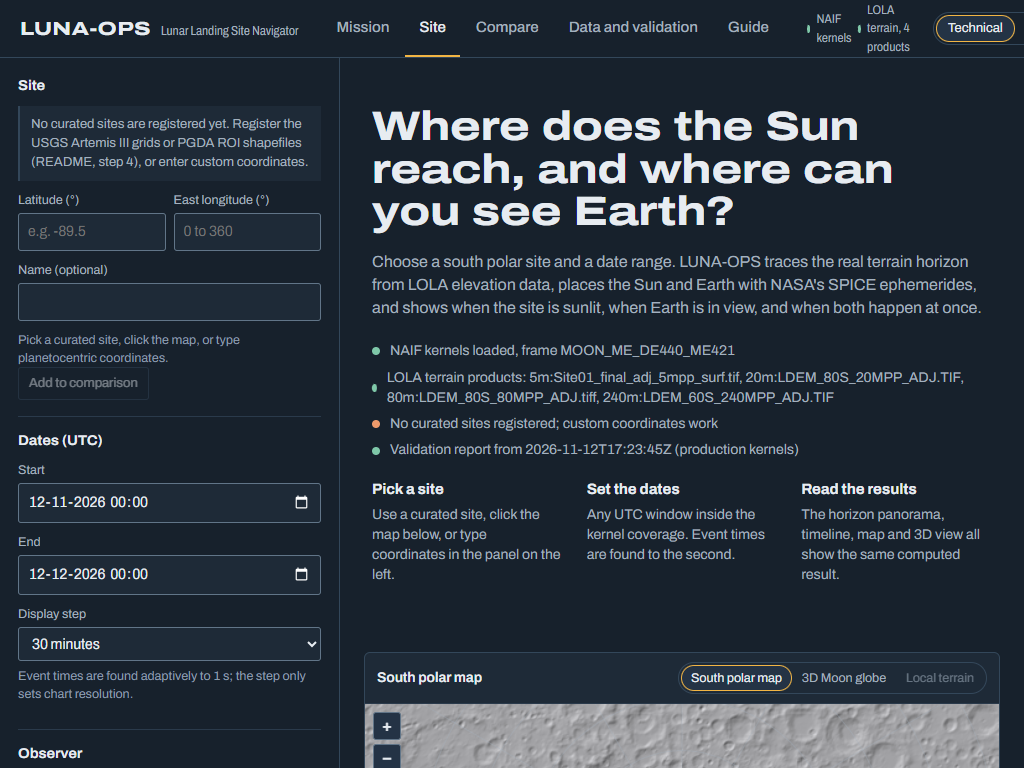 LUNA-OPS Lunar Landing Site Navigator Mission Site Compare Data and validation Guide
NAIF
kernels
LOLA
terrain, 4
products
Technical
Site
No curated sites are registered yet. Register the
USGS Artemis III grids or PGDA ROI shapefiles
(README, step 4), or enter custom coordinates.
Latitude (°) East longitude (°)
e.g. -89.5 0 to 360
Name (optional)
Pick a curated site, click the map, or type
planetocentric coordinates.
Add to comparison
Dates (UTC)
Start
12-11-2026 00:00
End
12-12-2026 00:00
Display step
30 minutes
Event times are found adaptively to 1 s; the step only
sets chart resolution.
Observer
Where does the Sun
reach, and where can
you see Earth?
Choose a south polar site and a date range. LUNA-OPS traces the real terrain horizon
from LOLA elevation data, places the Sun and Earth with NASA's SPICE ephemerides,
and shows when the site is sunlit, when Earth is in view, and when both happen at once.
NAIF kernels loaded, frame MOON_ME_DE440_ME421
LOLA terrain products: 5m:Site01_final_adj_5mpp_surf.tif, 20m:LDEM_80S_20MPP_ADJ.TIF,
80m:LDEM_80S_80MPP_ADJ.tiff, 240m:LDEM_60S_240MPP_ADJ.TIF
No curated sites registered; custom coordinates work
Validation report from 2026-11-12T17:23:45Z (production kernels)
Pick a site
Use a curated site, click the
map below, or type
coordinates in the panel on the
left.
Set the dates
Any UTC window inside the
kernel coverage. Event times
are found to the second.
Read the results
The horizon panorama,
timeline, map and 3D view all
show the same computed
result.
South polar map South polar map 3D Moon globe Local terrain
+
−